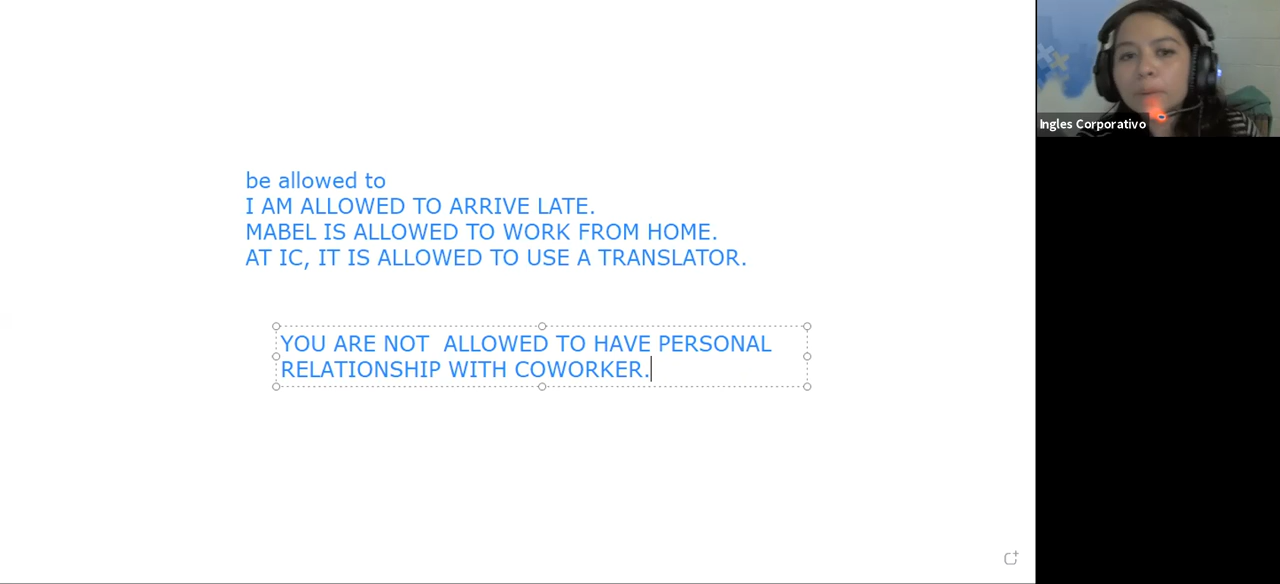 be allowed to
I AM ALLOWED TO ARRIVE LATE.
MABEL IS ALLOWED TO WORK FROM HOME.
AT IC, IT IS ALLOWED TO USE A TRANSLATOR.
YOU ARE NOT  ALLOWED TO HAVE PERSONAL
RELATIONSHIP WITH COWORKER.
Ingles Corporativo